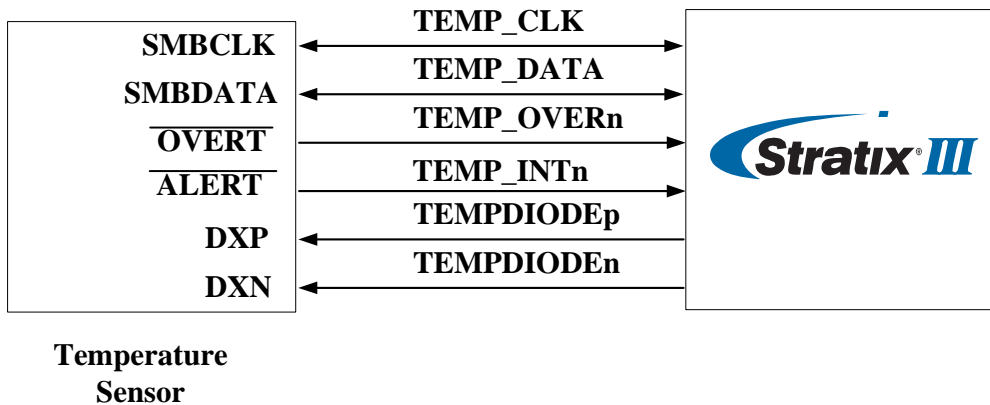 TEMP_CLK
SMBCLK
TEMP_DATA
SMBDATA
TEMP_OVERn
OVERT
TEMP_INTn
ALERT
TEMPDIODEp
DXP
TEMPDIODEn
DXN
Stratix® III
Temperature
Sensor